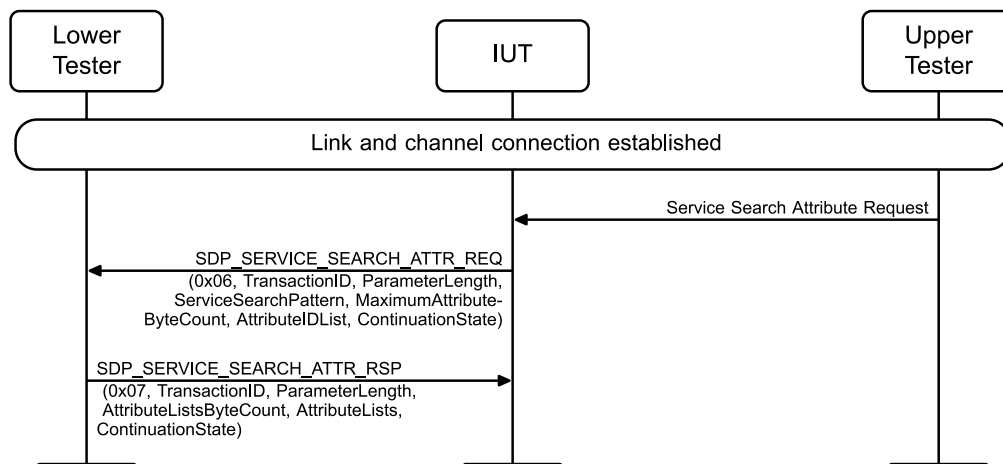 Lower
Tester
IUT
Upper
Tester
Link and channel connection established
Service Search Attribute Request
SDP_SERVICE_SEARCH_ATTR_REQ
(0x06, TransactionID, ParameterLength,
ServiceSearchPattern, MaximumAttribute-
ByteCount, AttributeIDList, ContinuationState)
SDP_SERVICE_SEARCH_ATTR_RSP
(0x07, TransactionID, ParameterLength,
AttributeListsByteCount, AttributeLists,
ContinuationState)